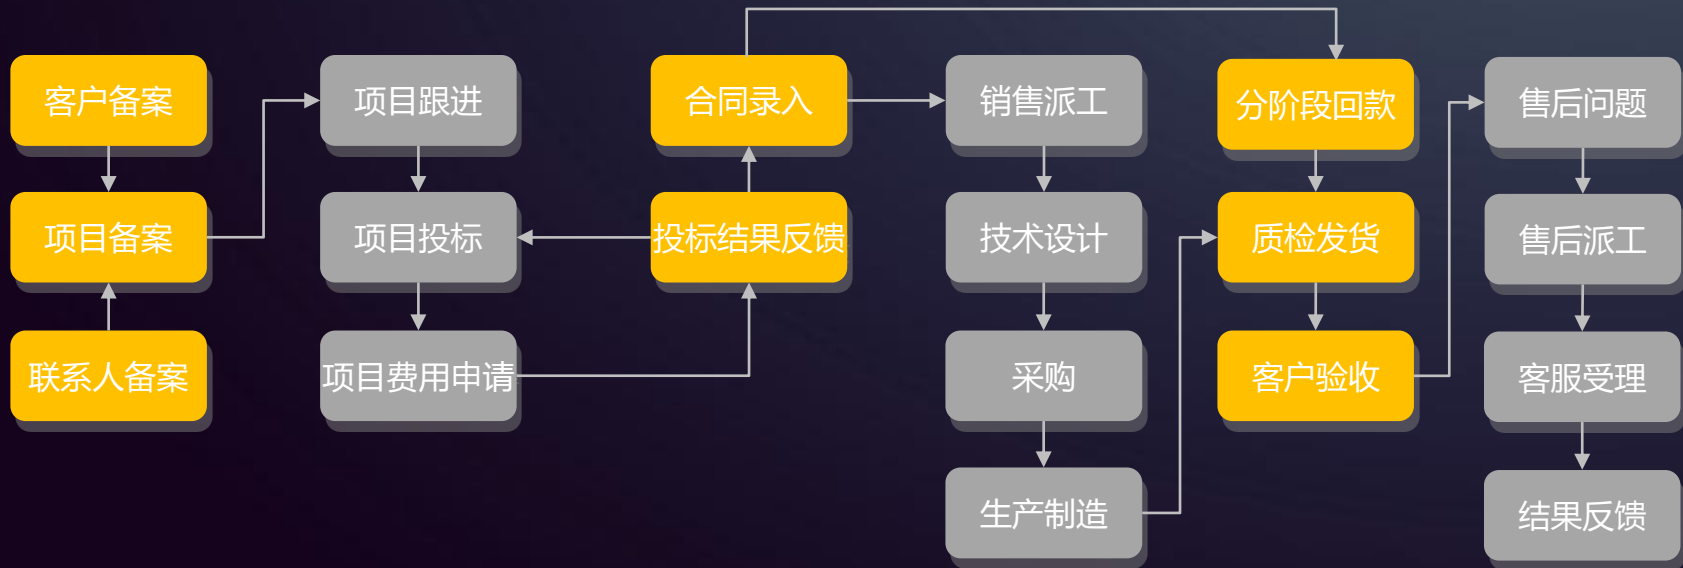 客户备案
项目备案
联系人备案
项目跟进
项目投标
项目费用申请
合同录入
投标结果反馈
销售派工
技术设计
采购
生产制造
分阶段回款
质检发货
客户验收
售后问题
售后派工
客服受理
结果反馈